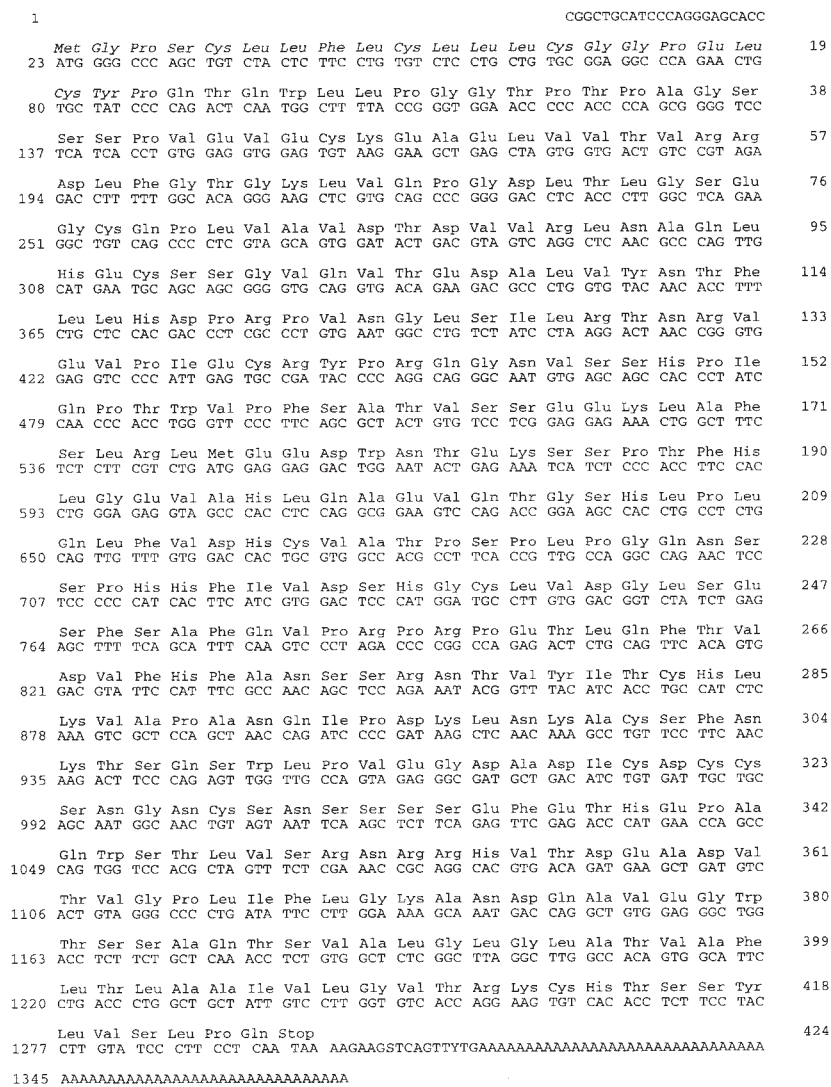 1 CGGCTGCATCCCAGGGAGCACC
Met Gly Pro Ser Cys Leu Leu Phe Leu Cys Leu Leu Leu Cys Gly Gly Pro Glu Leu 19
23 ATG GGG CCC AGC TGT CTA CTC TTC CTG TGT CTC CTG CTG TGC GGA GGC CCA GAA CTG
Cys Tyr Pro Gln Thr Gln Trp Leu Leu Pro Gly Gly Thr Pro Thr Pro Ala Gly Ser 38
80 TGC TAT CCC CAG ACT CAA TGG CTT TTA CCG GGT GGA ACC CCC ACC CCA GCG GGG TCC
Ser Ser Pro Val Glu Val Glu Cys Lys Glu Ala Glu Leu Val Val Thr Val Arg Arg 57
137 TCA TCA CCT GTG GAG GTG GAG TGT AAG GAA GCT GAG CTA GTG GTG ACT GTC CGT AGA
Asp Leu Phe Gly Thr Gly Lys Leu Val Gln Pro Gly Asp Leu Thr Leu Gly Ser Glu 76
194 GAC CTT TTT GGC ACA GGG AAG CTC GTG CAG CCC GGG GAC CTC ACC CTT GGC TCA GAA
Gly Cys Gln Pro Leu Val Ala Val Asp Thr Asp Val Val Arg Leu Asn Ala Gln Leu 95
251 GGC TGT CAG CCC CTC GTA GCA GTG GAT ACT GAC GTA GTC AGG CTC AAC GCC CAG TTG
His Glu Cys Ser Ser Gly Val Gln Val Thr Glu Asp Ala Leu Val Tyr Asn Thr Phe 114
308 CAT GAA TGC AGC AGC GGG GTG CAG GTG ACA GAA GAC GCC CTG GTG TAC AAC ACC TTT
Leu Leu His Asp Pro Arg Pro Val Asn Gly Leu Ser Ile Leu Arg Thr Asn Arg Val 133
365 CTG CTC CAC GAC CCT CGC CCT GTG AAT GGC CTG TCT ATC CTA AGG ACT AAC CGG GTG
Glu Val Pro Ile Glu Cys Arg Tyr Pro Arg Gln Gly Asn Val Ser Ser His Pro Ile 152
422 GAG GTC CCC ATT GAG TGC CGA TAC CCC AGG CAG GGC AAT GTG AGC AGC CAC CCT ATC
Gln Pro Thr Trp Val Pro Phe Ser Ala Thr Val Ser Ser Glu Glu Lys Leu Ala Phe 171
479 CAA CCC ACC TGG GTT CCC TTC AGC GCT ACT GTG TCC TCG GAG GAG AAA CTG GCT TTC
Ser Leu Arg Leu Met Glu Glu Asp Trp Asn Thr Glu Lys Ser Ser Pro Thr Phe His 190
536 TCT CTT CGT CTG ATG GAG GAG GAC TGG AAT ACT GAG AAA TCA TCT CCC ACC TTC CAC
Leu Gly Glu Val Ala His Leu Gln Ala Glu Val Gln Thr Gly Ser His Leu Pro Leu 209
593 CTG GGA GAG GTA GCC CAC CTC CAG GCG GAA GTC CAG ACC GGA AGC CAC CTG CCT CTG
Gln Leu Phe Val Asp His Cys Val Ala Thr Pro Ser Pro Leu Pro Gly Gln Asn Ser 228
650 CAG TTG TTT GTG GAC CAC TGC GTG GCC ACG CCT TCA CCG TTG CCA GGC CAG AAC TCC
Ser Pro His His Phe Ile Val Asp Ser His Gly Cys Leu Val Asp Gly Leu Ser Glu 247
707 TCC CCC CAT CAC TTC ATC GTG GAC TCC CAT GGA TGC CTT GTG GAC GGT CTA TCT GAG
Ser Phe Ser Ala Phe Gln Val Pro Arg Pro Arg Pro Glu Thr Leu Gln Phe Thr Val 266
764 AGC TTT TCA GCA TTT CAA GTC CCT AGA CCC CGG CCA GAG ACT CTG CAG TTC ACA GTG
Asp Val Phe His Phe Ala Asn Ser Ser Arg Asn Thr Val Tyr Ile Thr Cys His Leu 285
821 GAC GTA TTC CAT TTC GCC AAC AGC TCC AGA AAT ACG GTT TAC ATC ACC TGC CAT CTC
Lys Val Ala Pro Ala Asn Gln Ile Pro Asp Lys Leu Asn Lys Ala Cys Ser Phe Asn 304
878 AAA GTC GCT CCA GCT AAC CAG ATC CCC GAT AAG CTC AAC AAA GCC TGT TCC TTC AAC
Lys Thr Ser Gln Ser Trp Leu Pro Val Glu Gly Asp Ala Asp Ile Cys Asp Cys Cys 323
935 AAG ACT TCC CAG AGT TGG TTG CCA GTA GAG GGC GAT GCT GAC ATC TGT GAT TGC TGC
Ser Asn Gly Asn Cys Ser Asn Ser Ser Ser Ser Glu Phe Glu Thr His Glu Pro Ala 342
992 AGC AAT GGC AAC TGT AGT AAT TCA AGC TCT TCA GAG TTC GAG ACC CAT GAA CCA GCC
Gln Trp Ser Thr Leu Val Ser Arg Asn Arg Arg His Val Thr Asp Glu Ala Asp Val 361
1049 CAG TGG TCC ACG CTA GTT TCT CGA AAC CGC AGG CAC GTG ACA GAT GAA GCT GAT GTC
Thr Val Gly Pro Leu Ile Phe Leu Gly Lys Ala Asn Asp Gln Ala Val Glu Gly Trp 380
1106 ACT GTA GGG CCC CTG ATA TTC CTT GGA AAA GCA AAT GAC CAG GCT GTG GAG GGC TGG
Thr Ser Ser Ala Gln Thr Ser Val Ala Leu Gly Leu Gly Leu Ala Thr Val Ala Phe 399
1163 ACC TCT TCT GCT CAA ACC TCT GTG GCT CTC GGC TTA GGC TTG GCC ACA GTG GCA TTC
Leu Thr Leu Ala Ala Ile Val Leu Gly Val Thr Arg Lys Cys His Thr Ser Ser Tyr 418
1220 CTG ACC CTG GCT GCT ATT GTC CTT GGT GTC ACC AGG AAG TGT CAC ACC TCT TCC TAC
Leu Val Ser Leu Pro Gln Stop 424
1277 CTT GTA TCC CTT CCT CAA TAA AAGAAGSTCAGTTYTGAAAAAAAAAAAAAAAAAAAAAAAAAAAAAA
1345 AAAAAAAAAAAAAAAAAAAAAAAAAAAAAAA